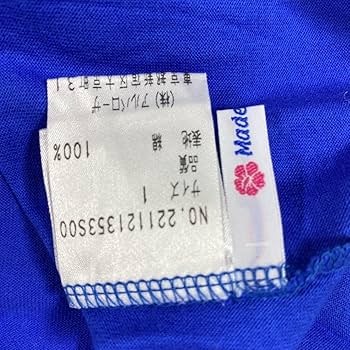 NO.221121353S00
サイズ 1
品質
表地 綿 100%
(株) アルバローザ
Made